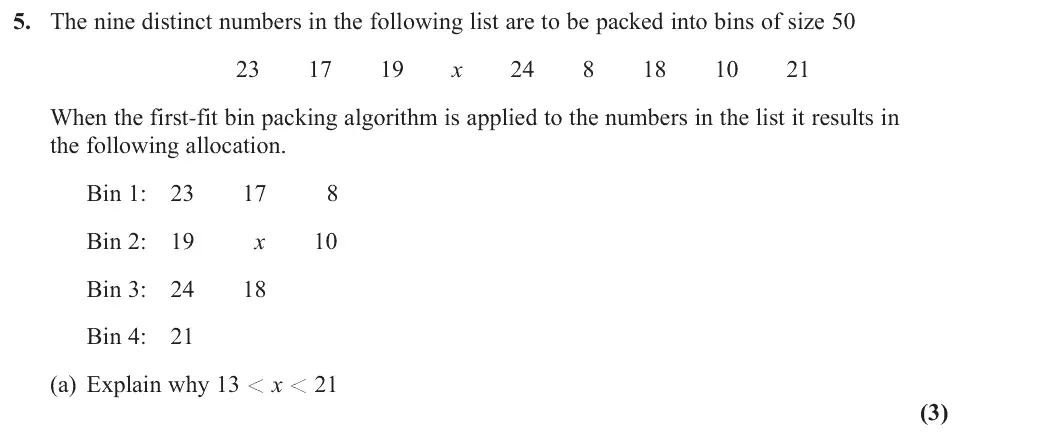 5. The nine distinct numbers in the following list are to be packed into bins of size 50
23 17 19 x 24 8 18 10 21
When the first-fit bin packing algorithm is applied to the numbers in the list it results in
the following allocation.
Bin 1: 23 17 8
Bin 2: 19 x 10
Bin 3: 24 18
Bin 4: 21
(a) Explain why 13 < x < 21
(3)